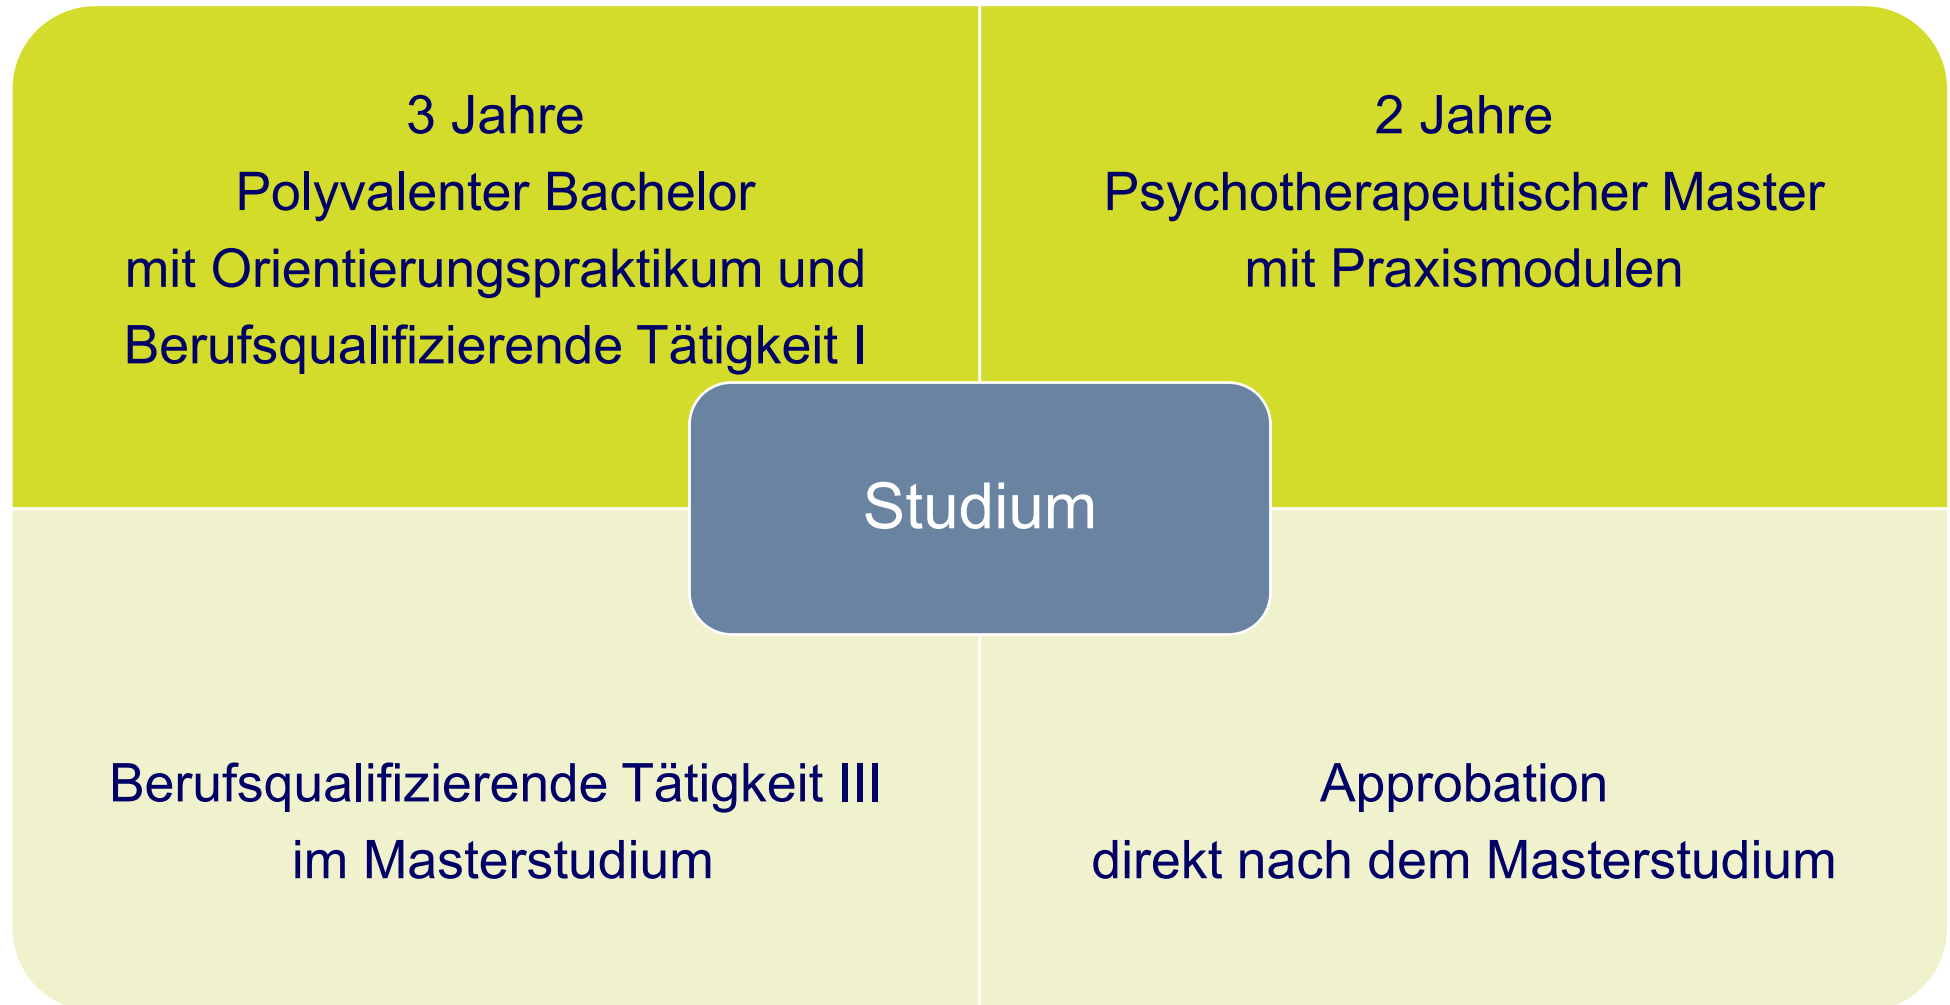 3 Jahre
Polyvalenter Bachelor
mit Orientierungspraktikum und
Berufsqualifizierende Tätigkeit I
2 Jahre
Psychotherapeutischer Master
mit Praxismodulen
Studium
Berufsqualifizierende Tätigkeit III
im Masterstudium
Approbation
direkt nach dem Masterstudium